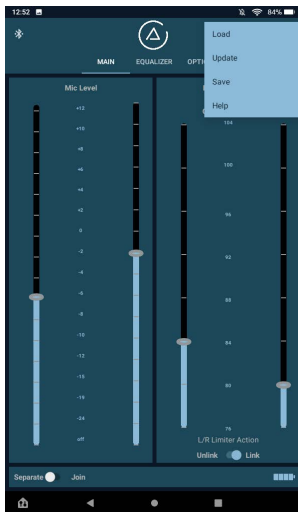 12:52 84%
Load
Update
Save
Help
MAIN EQUALIZER
Mic Level
+12
+10
+8
+6
+4
+2
0
-2
-4
-6
-8
-10
-12
-15
-18
-24
off
104
100
96
92
88
84
80
76
L/R Limiter Action
Unlink Link
Separate Join